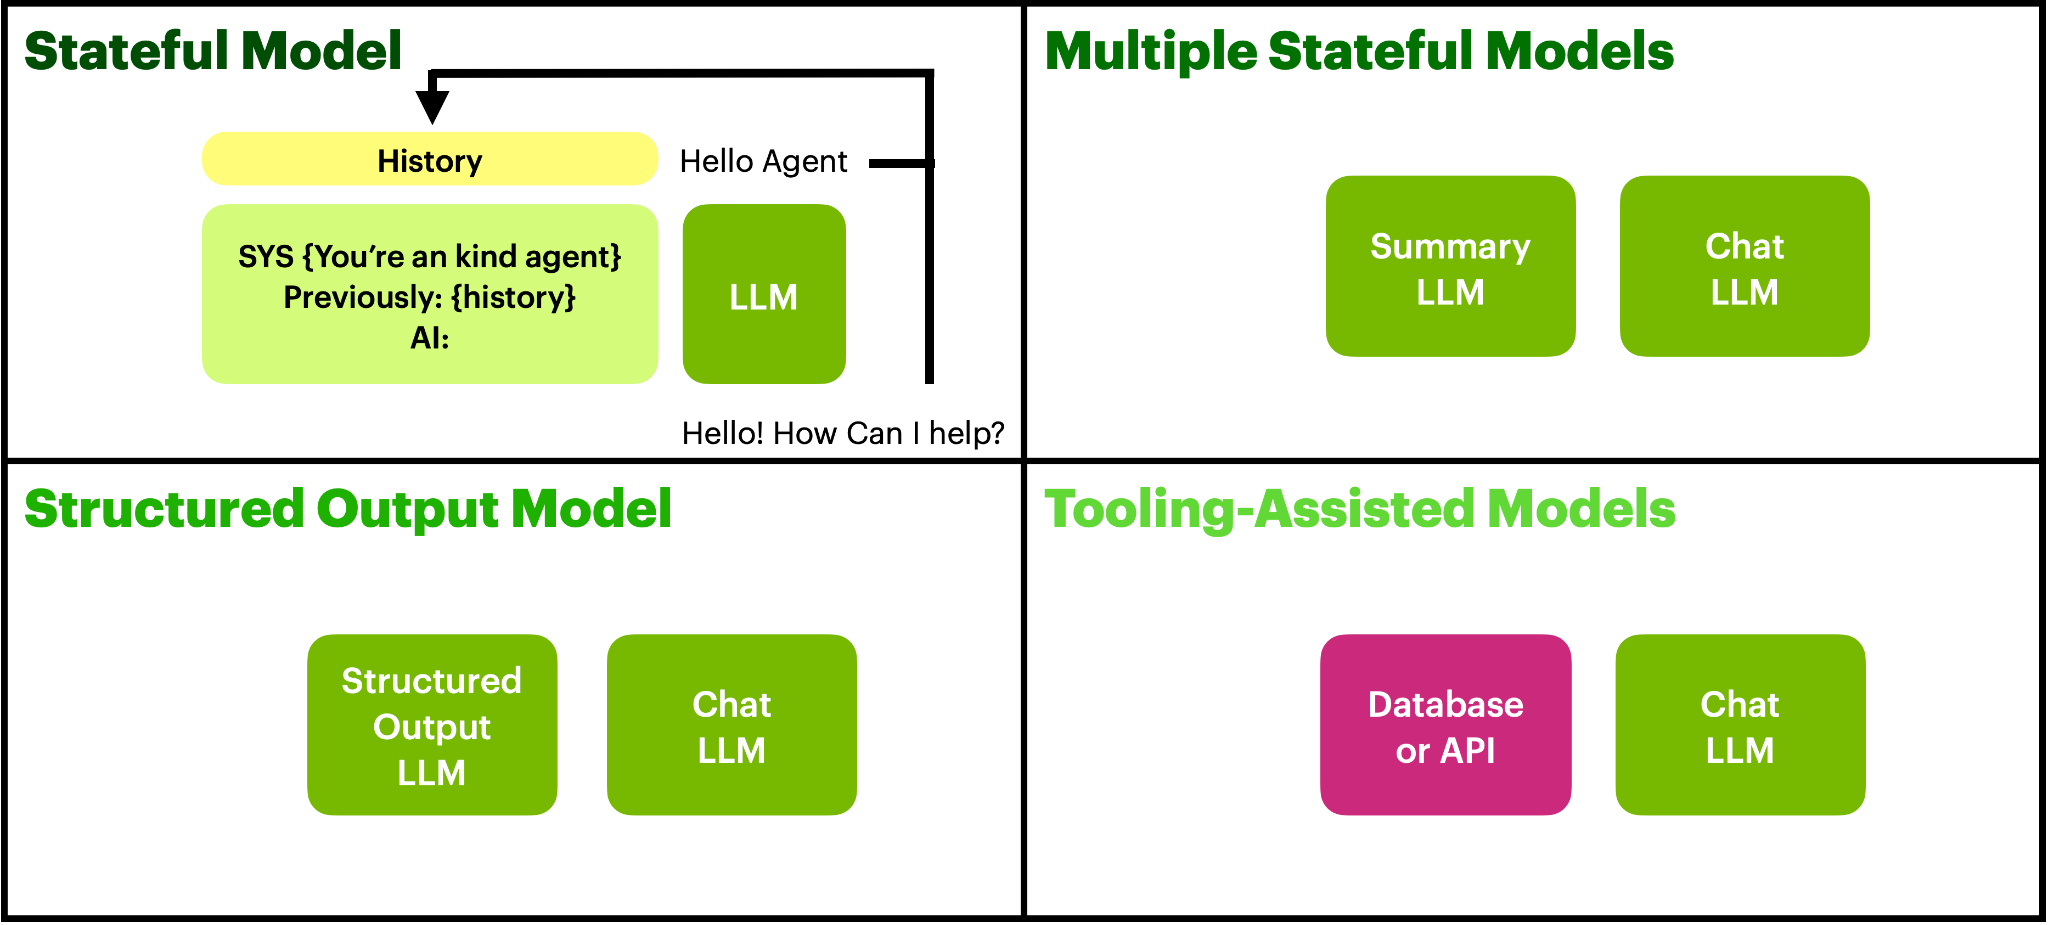 Stateful Model
History
Hello Agent
SYS {You’re an kind agent}
Previously: {history}
AI:
LLM
Hello! How Can I help?
Multiple Stateful Models
Summary
LLM
Chat
LLM
Structured Output Model
Structured
Output
LLM
Chat
LLM
Tooling-Assisted Models
Database
or API
Chat
LLM